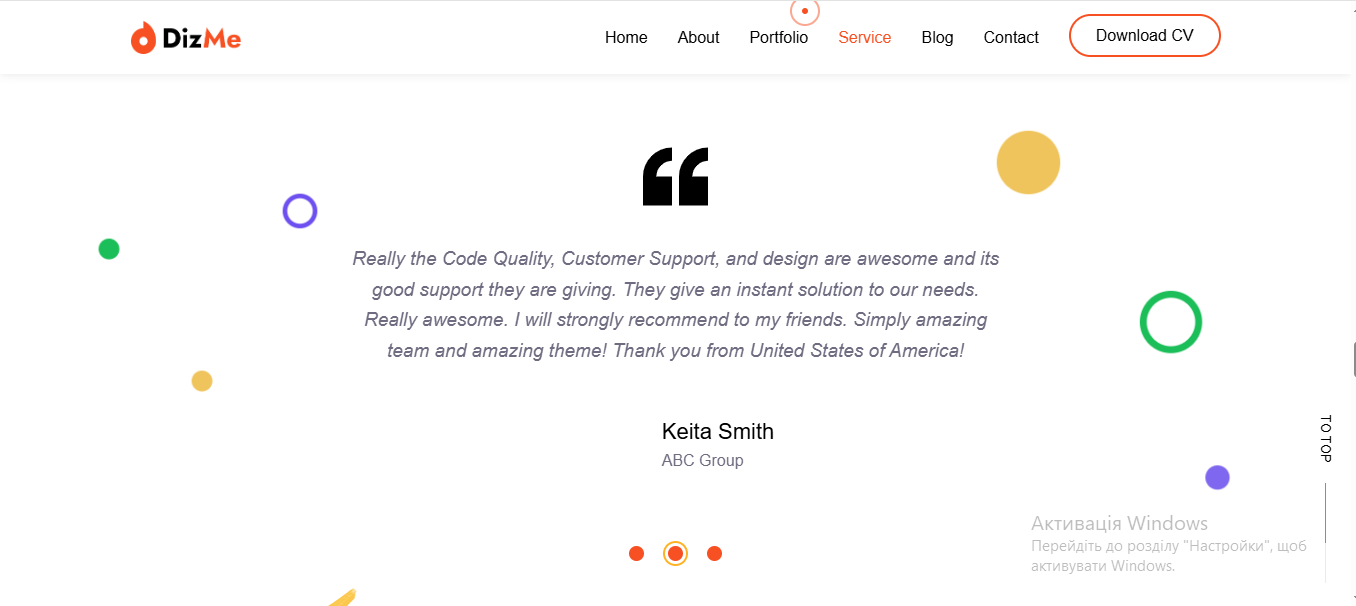 DizMe
Home About Portfolio Service Blog Contact Download CV
Really the Code Quality, Customer Support, and design are awesome and its
good support they are giving. They give an instant solution to our needs.
Really awesome. I will strongly recommend to my friends. Simply amazing
team and amazing theme! Thank you from United States of America!
Keita Smith
ABC Group
TO TOP
Активація Windows
Перейдіть до розділу "Настройки", щоб
активувати Windows.